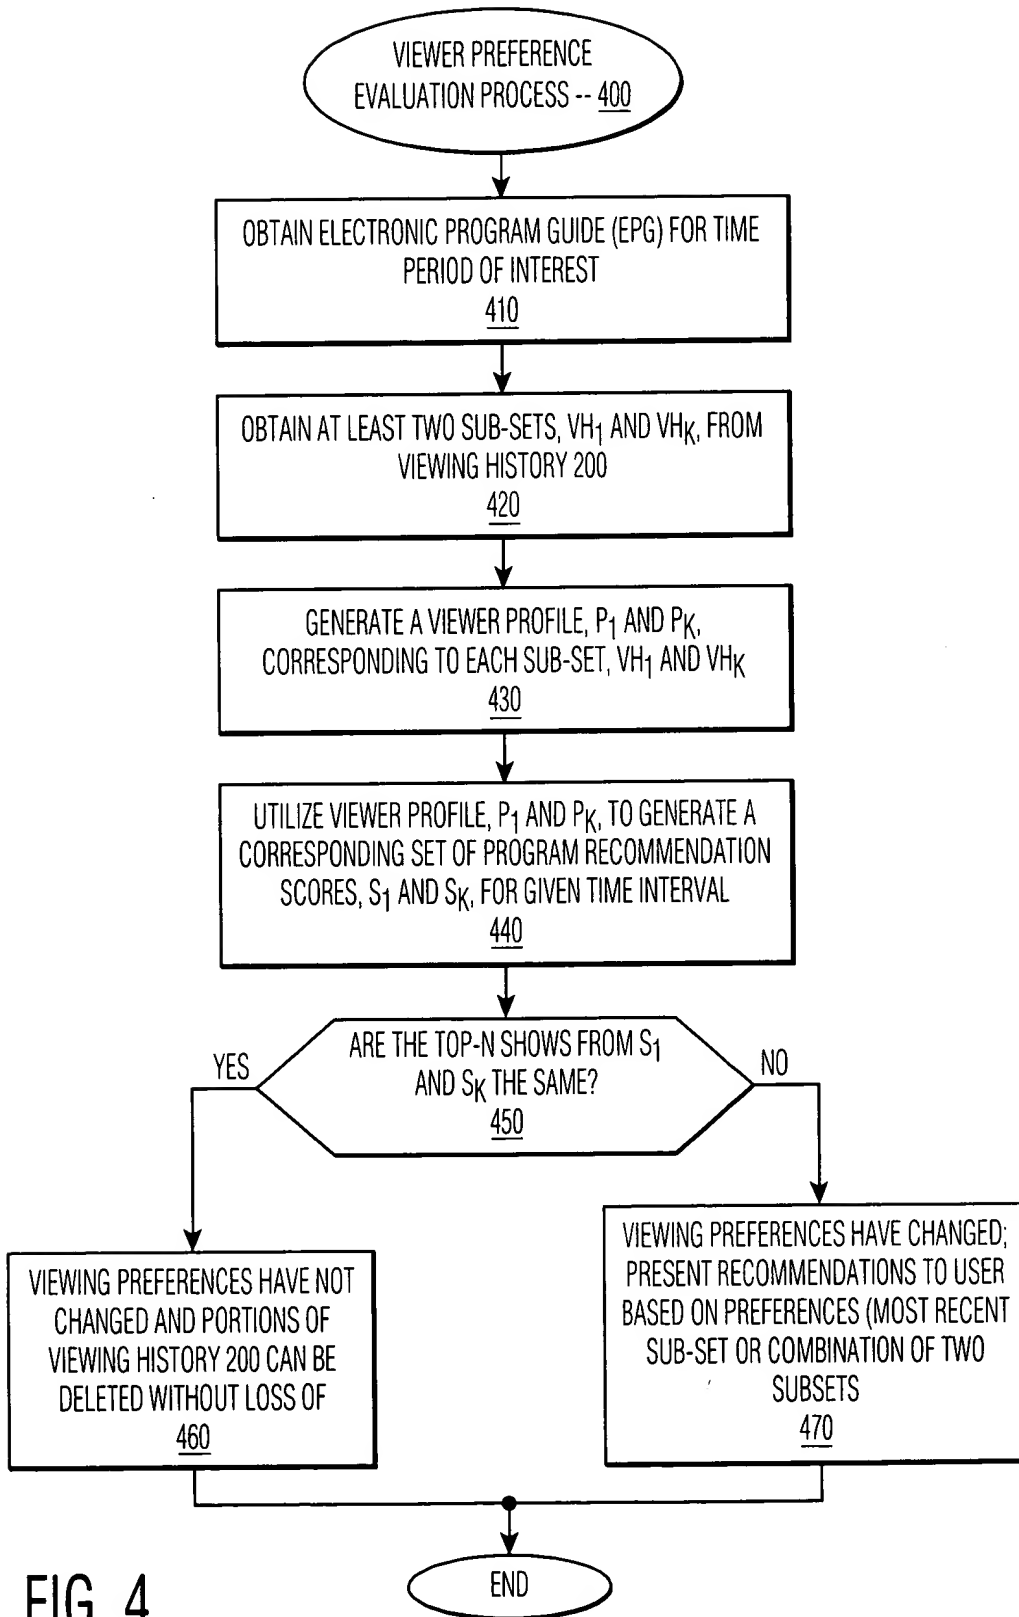 VIEWER PREFERENCE
EVALUATION PROCESS -- 400
OBTAIN ELECTRONIC PROGRAM GUIDE (EPG) FOR TIME
PERIOD OF INTEREST
410
OBTAIN AT LEAST TWO SUB-SETS, VH1 AND VHK, FROM
VIEWING HISTORY 200
420
GENERATE A VIEWER PROFILE, P1 AND PK,
CORRESPONDING TO EACH SUB-SET, VH1 AND VHK
430
UTILIZE VIEWER PROFILE, P1 AND PK, TO GENERATE A
CORRESPONDING SET OF PROGRAM RECOMMENDATION
SCORES, S1 AND SK, FOR GIVEN TIME INTERVAL
440
ARE THE TOP-N SHOWS FROM S1
AND SK THE SAME?
450
YES
NO
VIEWING PREFERENCES HAVE NOT
CHANGED AND PORTIONS OF
VIEWING HISTORY 200 CAN BE
DELETED WITHOUT LOSS OF
460
VIEWING PREFERENCES HAVE CHANGED;
PRESENT RECOMMENDATIONS TO USER
BASED ON PREFERENCES (MOST RECENT
SUB-SET OR COMBINATION OF TWO
SUBSETS
470
END
FIG. 4